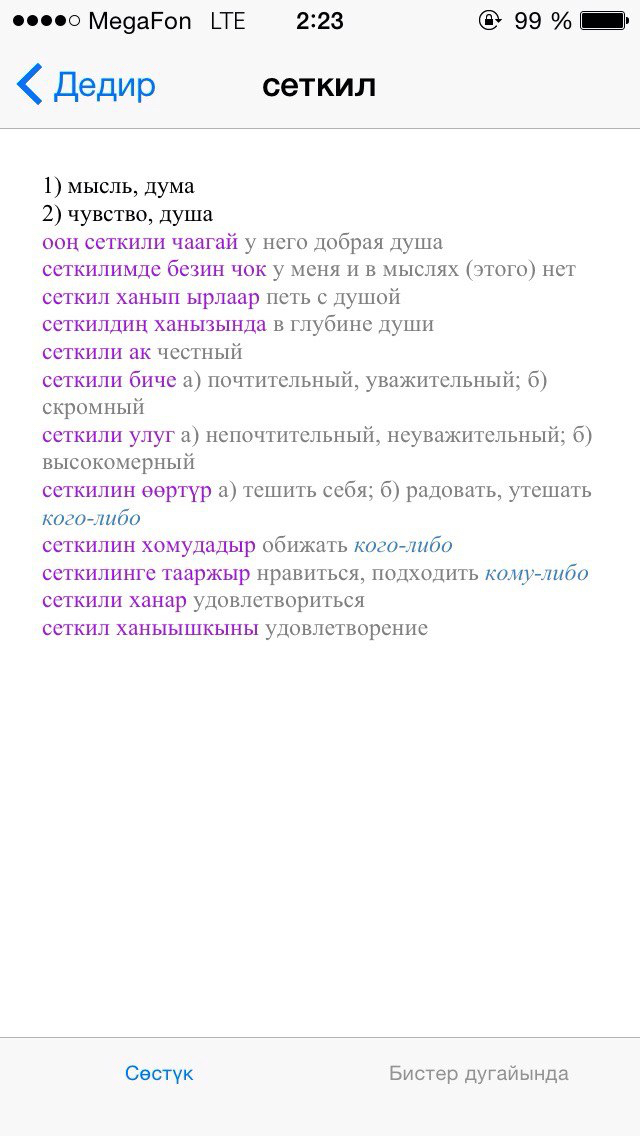 MegaFon LTE 2:23 99 %
Дедир сеткил
1) мысль, дума
2) чувство, душа
ооң сеткили чаагай у него добрая душа
сеткилимде безин чок у меня и в мыслях (этого) нет
сеткил ханып ырлаар петь с душой
сеткилдиң ханызында в глубине души
сеткили ак честный
сеткили биче а) почтительный, уважительный; б)
скромный
сеткили улуг а) непочтительный, неуважительный; б)
высокомерный
сеткилин өөртүр а) тешить себя; б) радовать, утешать
кого-либо
сеткилин хомудадыр обижать кого-либо
сеткилинге тааржыр нравиться, подходить кому-либо
сеткили ханар удовлетвориться
сеткил ханыышкыны удовлетворение
Сөстүк Бистер дугайында